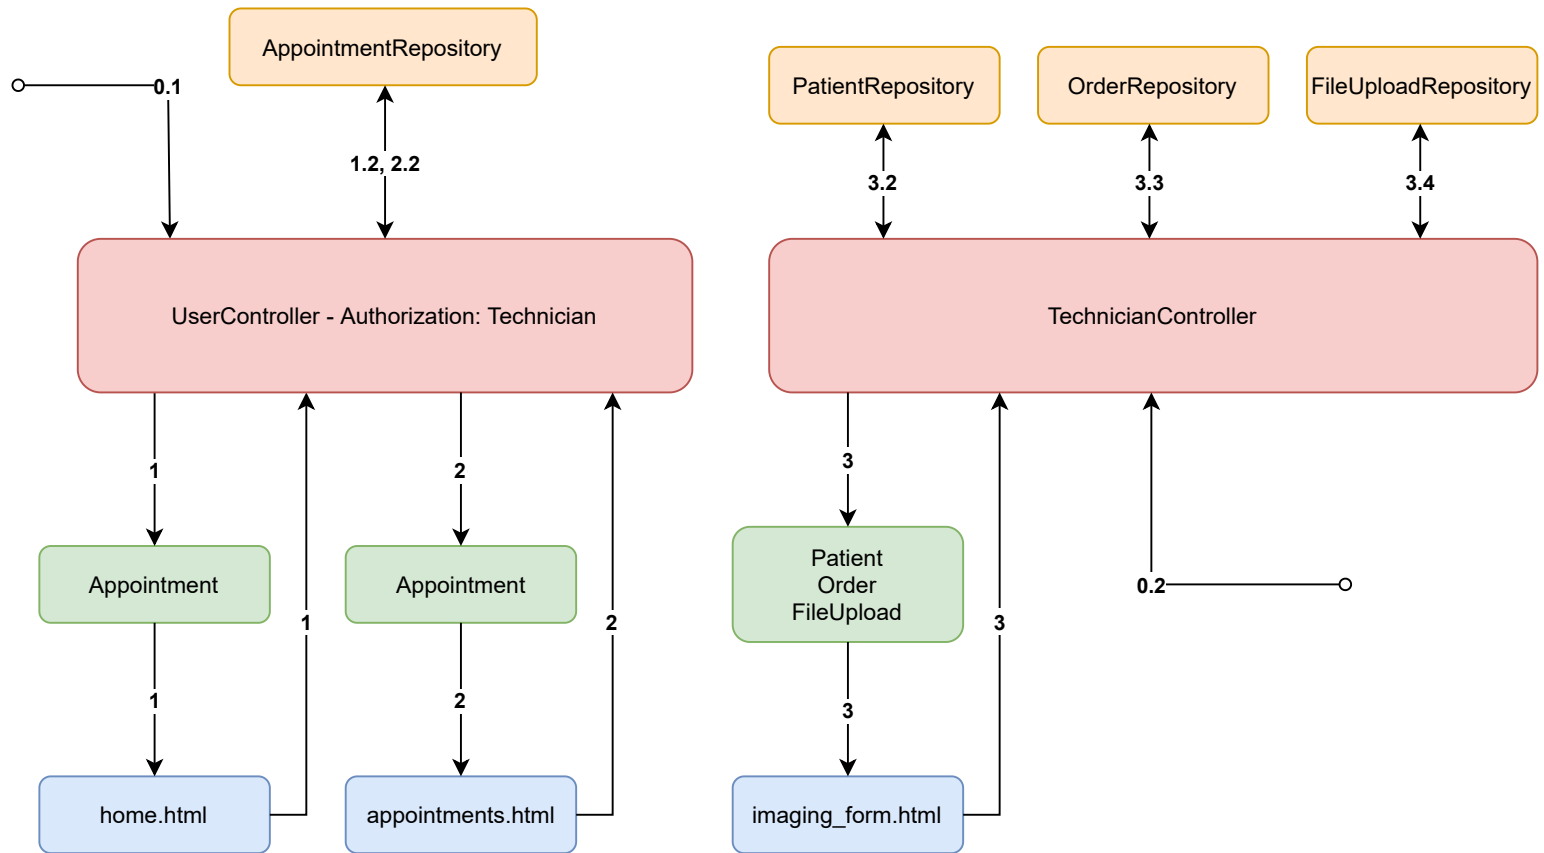 AppointmentRepository
PatientRepository
OrderRepository
FileUploadRepository
0.1
1.2, 2.2
3.2
3.3
3.4
UserController - Authorization: Technician
TechnicianController
1
2
3
Appointment
Appointment
Patient
Order
FileUpload
0.2
1
2
3
1
2
3
home.html
appointments.html
imaging_form.html